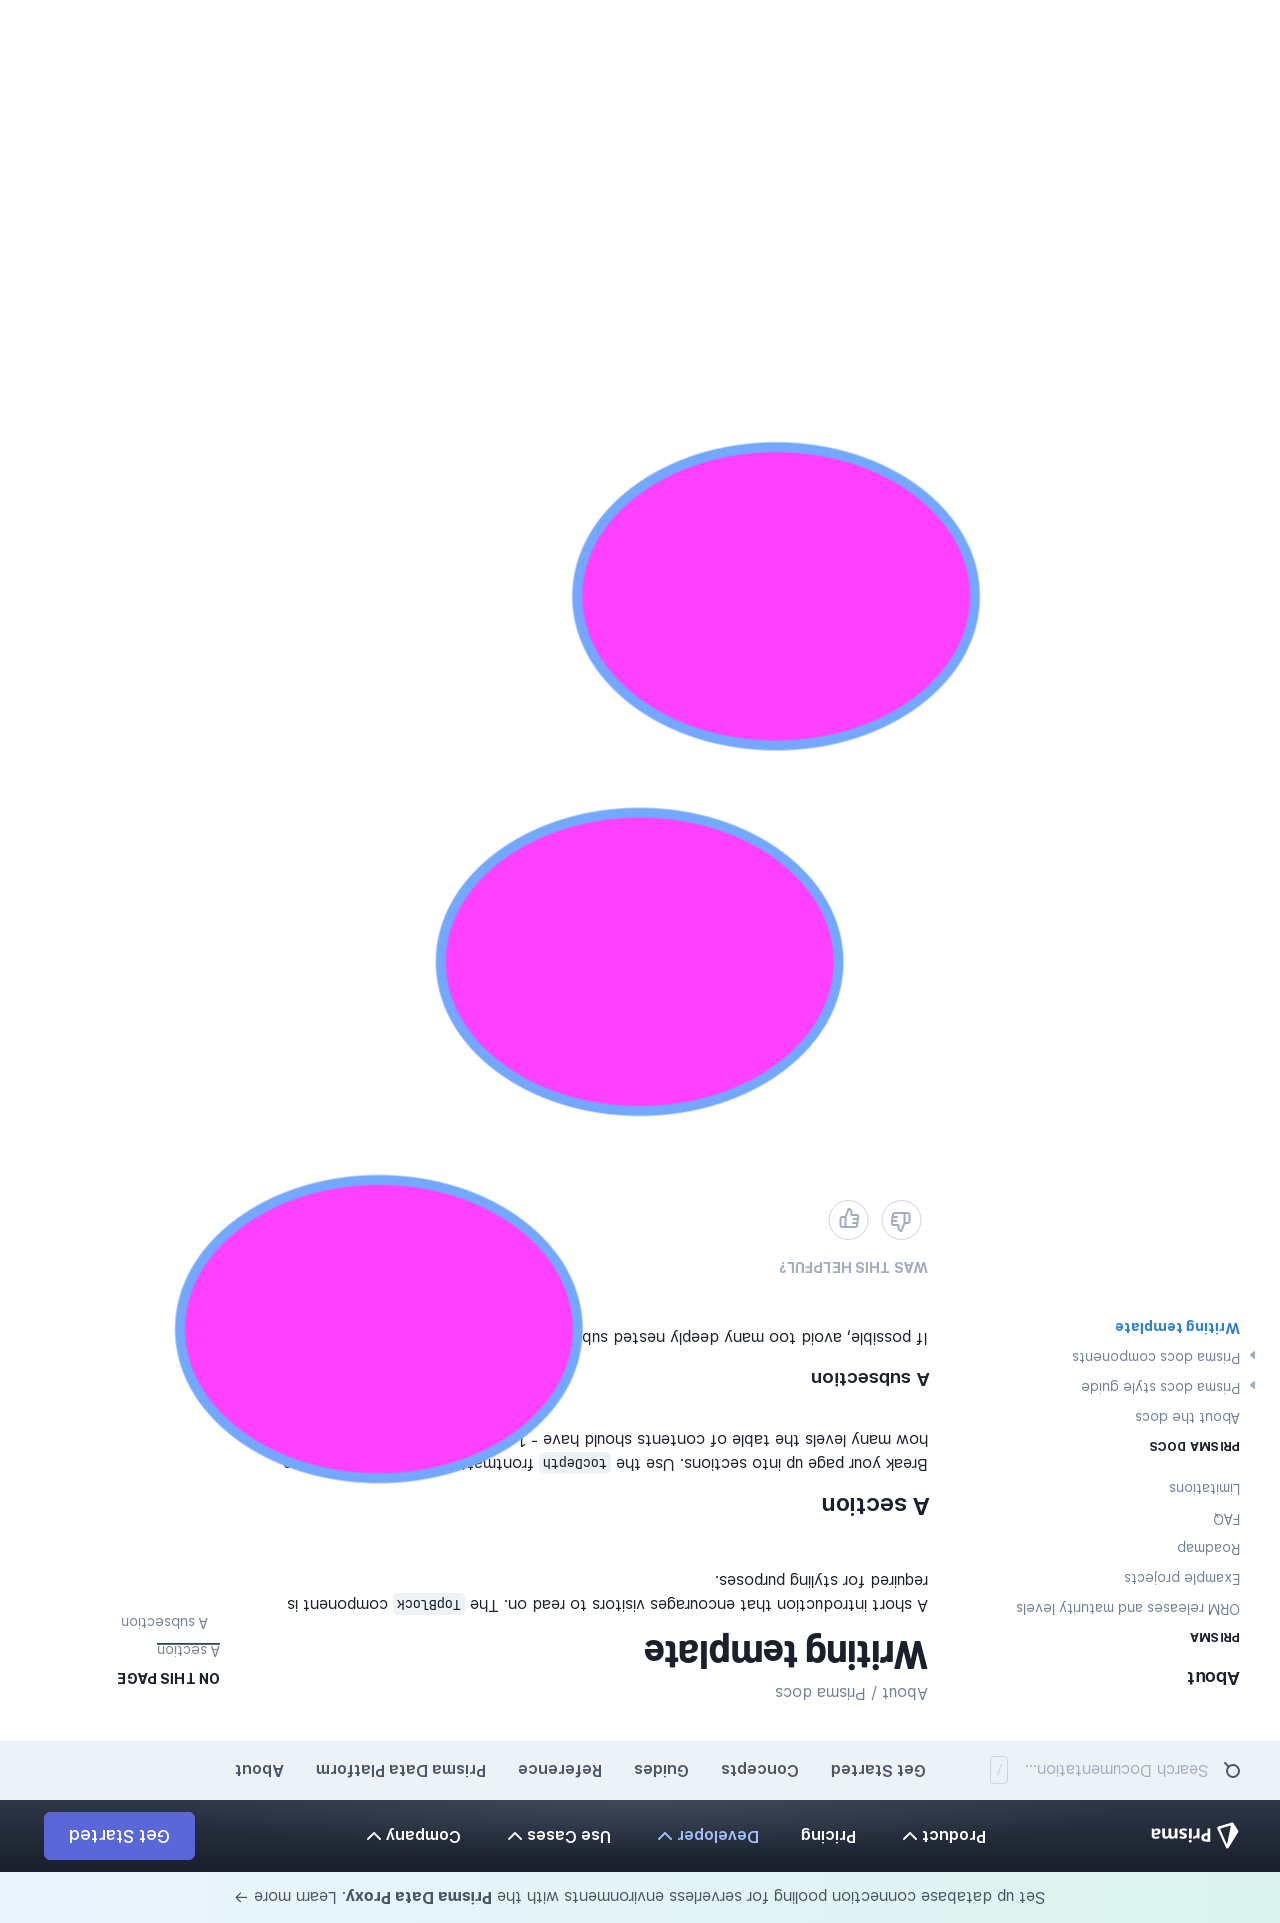 Set up database connection pooling for serverless environments with the Prisma Data Proxy. Learn more →
Prisma
Product
Pricing
Developer
Use Cases
Company
Get Started
Search Documentation... /
Get Started
Concepts
Guides
Reference
Prisma Data Platform
About
About
PRISMA
ORM releases and maturity levels
Example projects
Roadmap
FAQ
Limitations
PRISMA DOCS
About the docs
Prisma docs style guide
Prisma docs components
Writing template
About / Prisma docs
Writing template
A short introduction that encourages visitors to read on. The TopBlock component is
required for styling purposes.
A section
Break your page up into sections. Use the tocDepth
how many levels the table of contents should have -
A subsection
If possible, avoid too many deeply nested
WAS THIS HELPFUL?
ON THIS PAGE
A section
A subsection